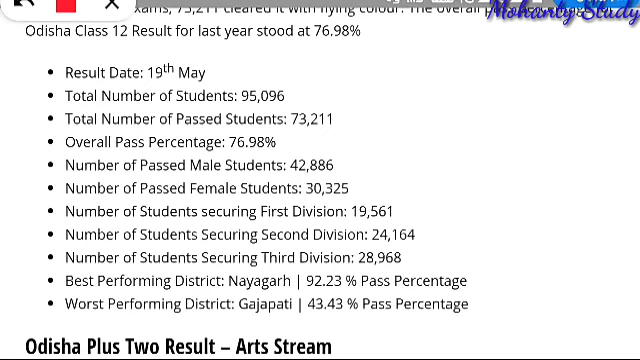 Mohanty Study
Odisha Class 12 Result for last year stood at 76.98%
• Result Date: 19th May
• Total Number of Students: 95,096
• Total Number of Passed Students: 73,211
• Overall Pass Percentage: 76.98%
• Number of Passed Male Students: 42,886
• Number of Passed Female Students: 30,325
• Number of Students securing First Division: 19,561
• Number of Students Securing Second Division: 24,164
• Number of Students Securing Third Division: 28,968
• Best Performing District: Nayagarh | 92.23 % Pass Percentage
• Worst Performing District: Gajapati | 43.43 % Pass Percentage
Odisha Plus Two Result – Arts Stream